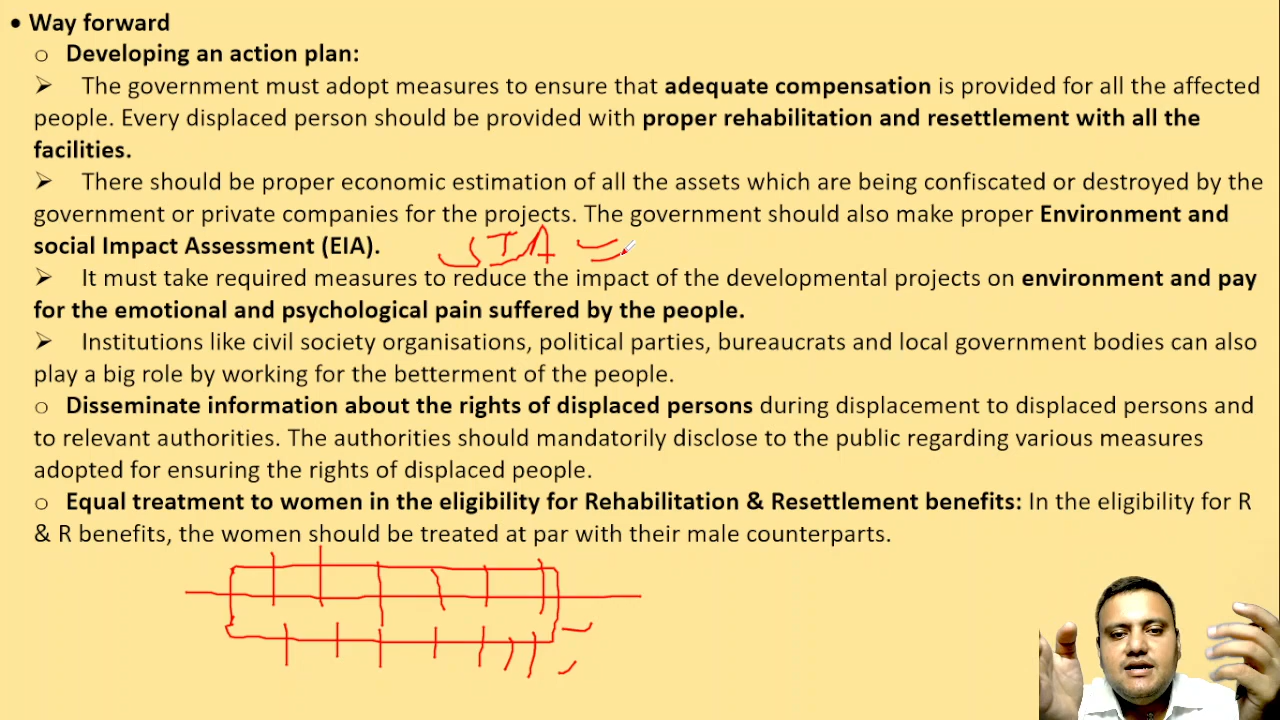 • Way forward
o Developing an action plan:
➢ The government must adopt measures to ensure that adequate compensation is provided for all the affected
people. Every displaced person should be provided with proper rehabilitation and resettlement with all the
facilities.
➢ There should be proper economic estimation of all the assets which are being confiscated or destroyed by the
government or private companies for the projects. The government should also make proper Environment and
social Impact Assessment (EIA).
SIA
➢ It must take required measures to reduce the impact of the developmental projects on environment and pay
for the emotional and psychological pain suffered by the people.
➢ Institutions like civil society organisations, political parties, bureaucrats and local government bodies can also
play a big role by working for the betterment of the people.
o Disseminate information about the rights of displaced persons during displacement to displaced persons and
to relevant authorities. The authorities should mandatorily disclose to the public regarding various measures
adopted for ensuring the rights of displaced people.
o Equal treatment to women in the eligibility for Rehabilitation & Resettlement benefits: In the eligibility for R
& R benefits, the women should be treated at par with their male counterparts.